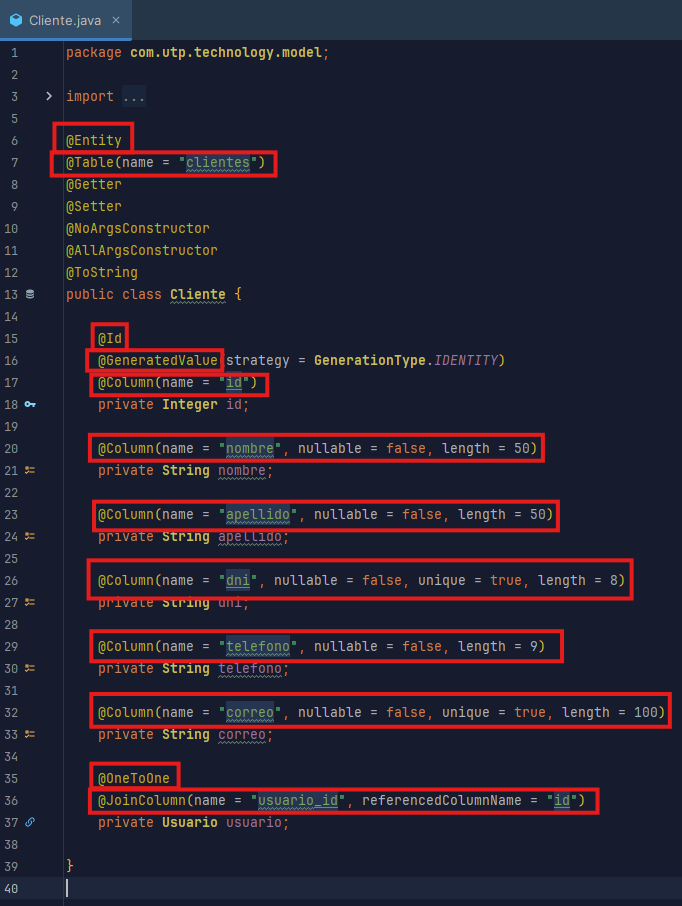 Cliente.java ×
1 package com.utp.technology.model;
2
3 > import ...
5
6 @Entity
7 @Table(name = "clientes")
8 @Getter
9 @Setter
10 @NoArgsConstructor
11 @AllArgsConstructor
12 @ToString
13 public class Cliente {
14
15 @Id
16 @GeneratedValue(strategy = GenerationType.IDENTITY)
17 @Column(name = "id")
18 private Integer id;
19
20 @Column(name = "nombre", nullable = false, length = 50)
21 private String nombre;
22
23 @Column(name = "apellido", nullable = false, length = 50)
24 private String apellido;
25
26 @Column(name = "dni", nullable = false, unique = true, length = 8)
27 private String dni;
28
29 @Column(name = "telefono", nullable = false, length = 9)
30 private String telefono;
31
32 @Column(name = "correo", nullable = false, unique = true, length = 100)
33 private String correo;
34
35 @OneToOne
36 @JoinColumn(name = "usuario_id", referencedColumnName = "id")
37 private Usuario usuario;
38
39 }
40